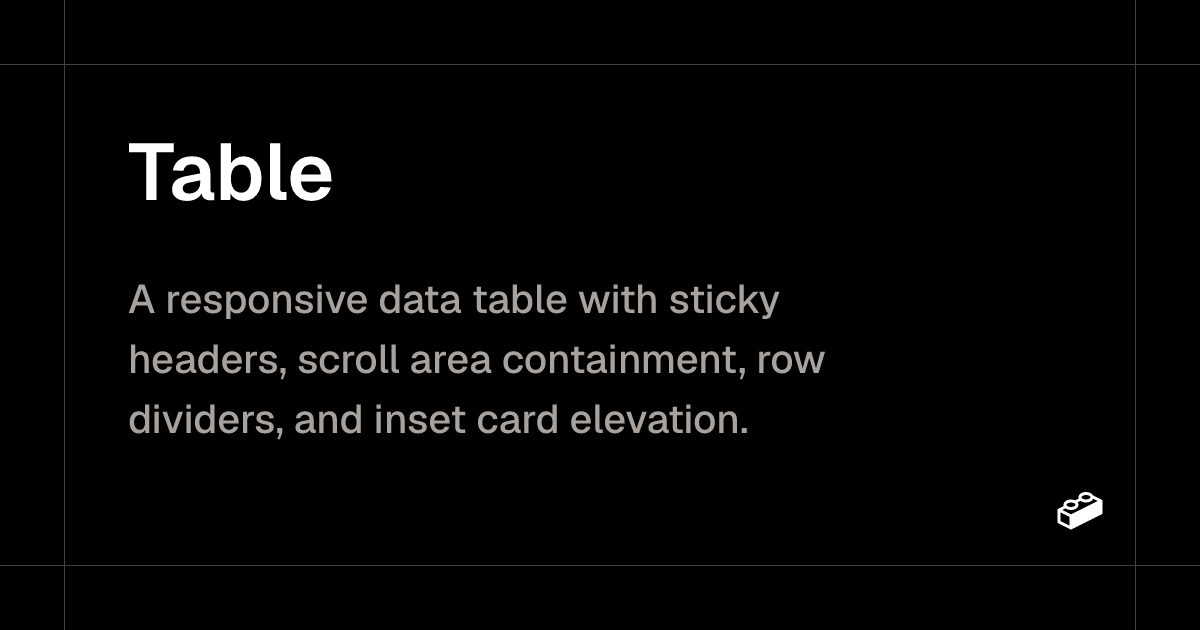 Table
A responsive data table with sticky
headers, scroll area containment, row
dividers, and inset card elevation.